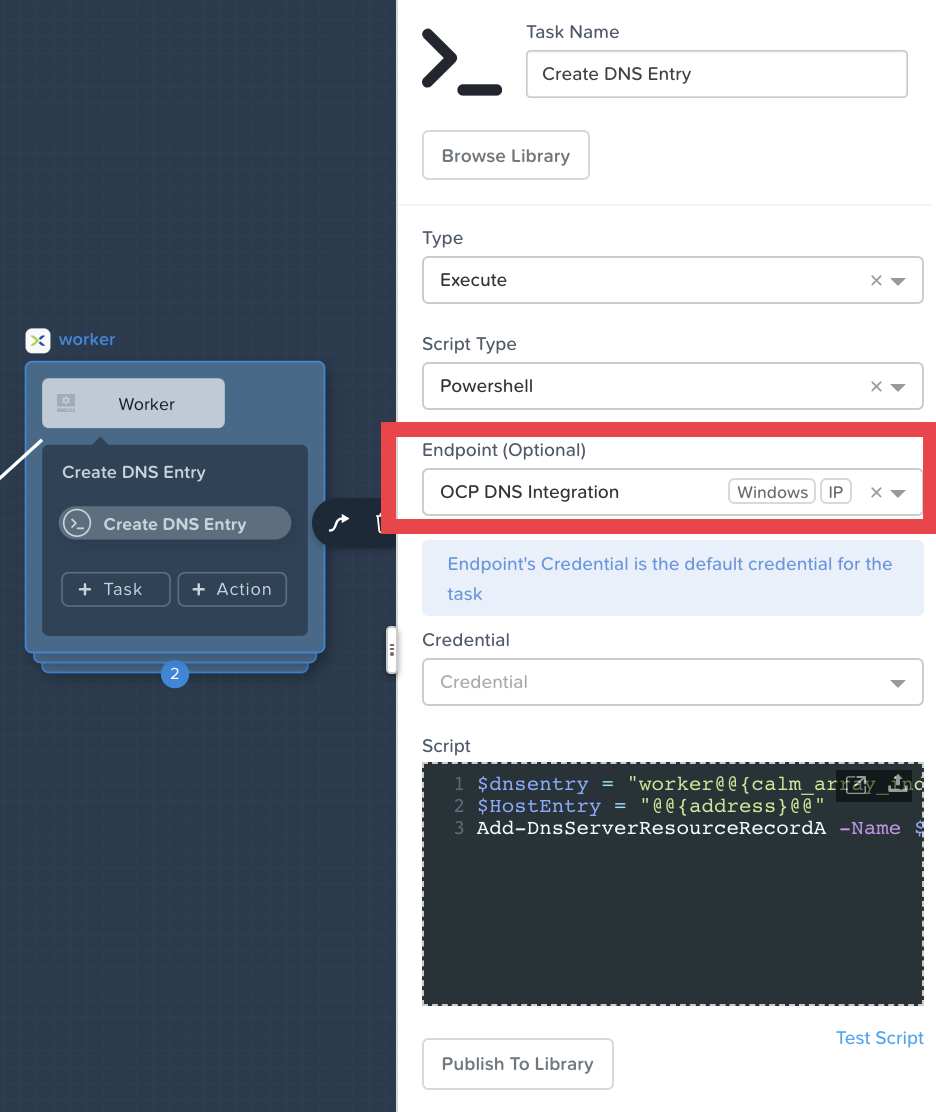 Task Name
Create DNS Entry
Browse Library
Type
Execute
Script Type
Powershell
Endpoint (Optional)
OCP DNS Integration Windows IP
Endpoint's Credential is the default credential for the
task
Credential
Credential
Script
1 $dnsentry = "worker@@{calm_array_ind
2 $HostEntry = "@@{address}@@"
3 Add-DnsServerResourceRecordA -Name $
Test Script
Publish To Library
worker
Worker
Create DNS Entry
Create DNS Entry
+ Task + Action
2